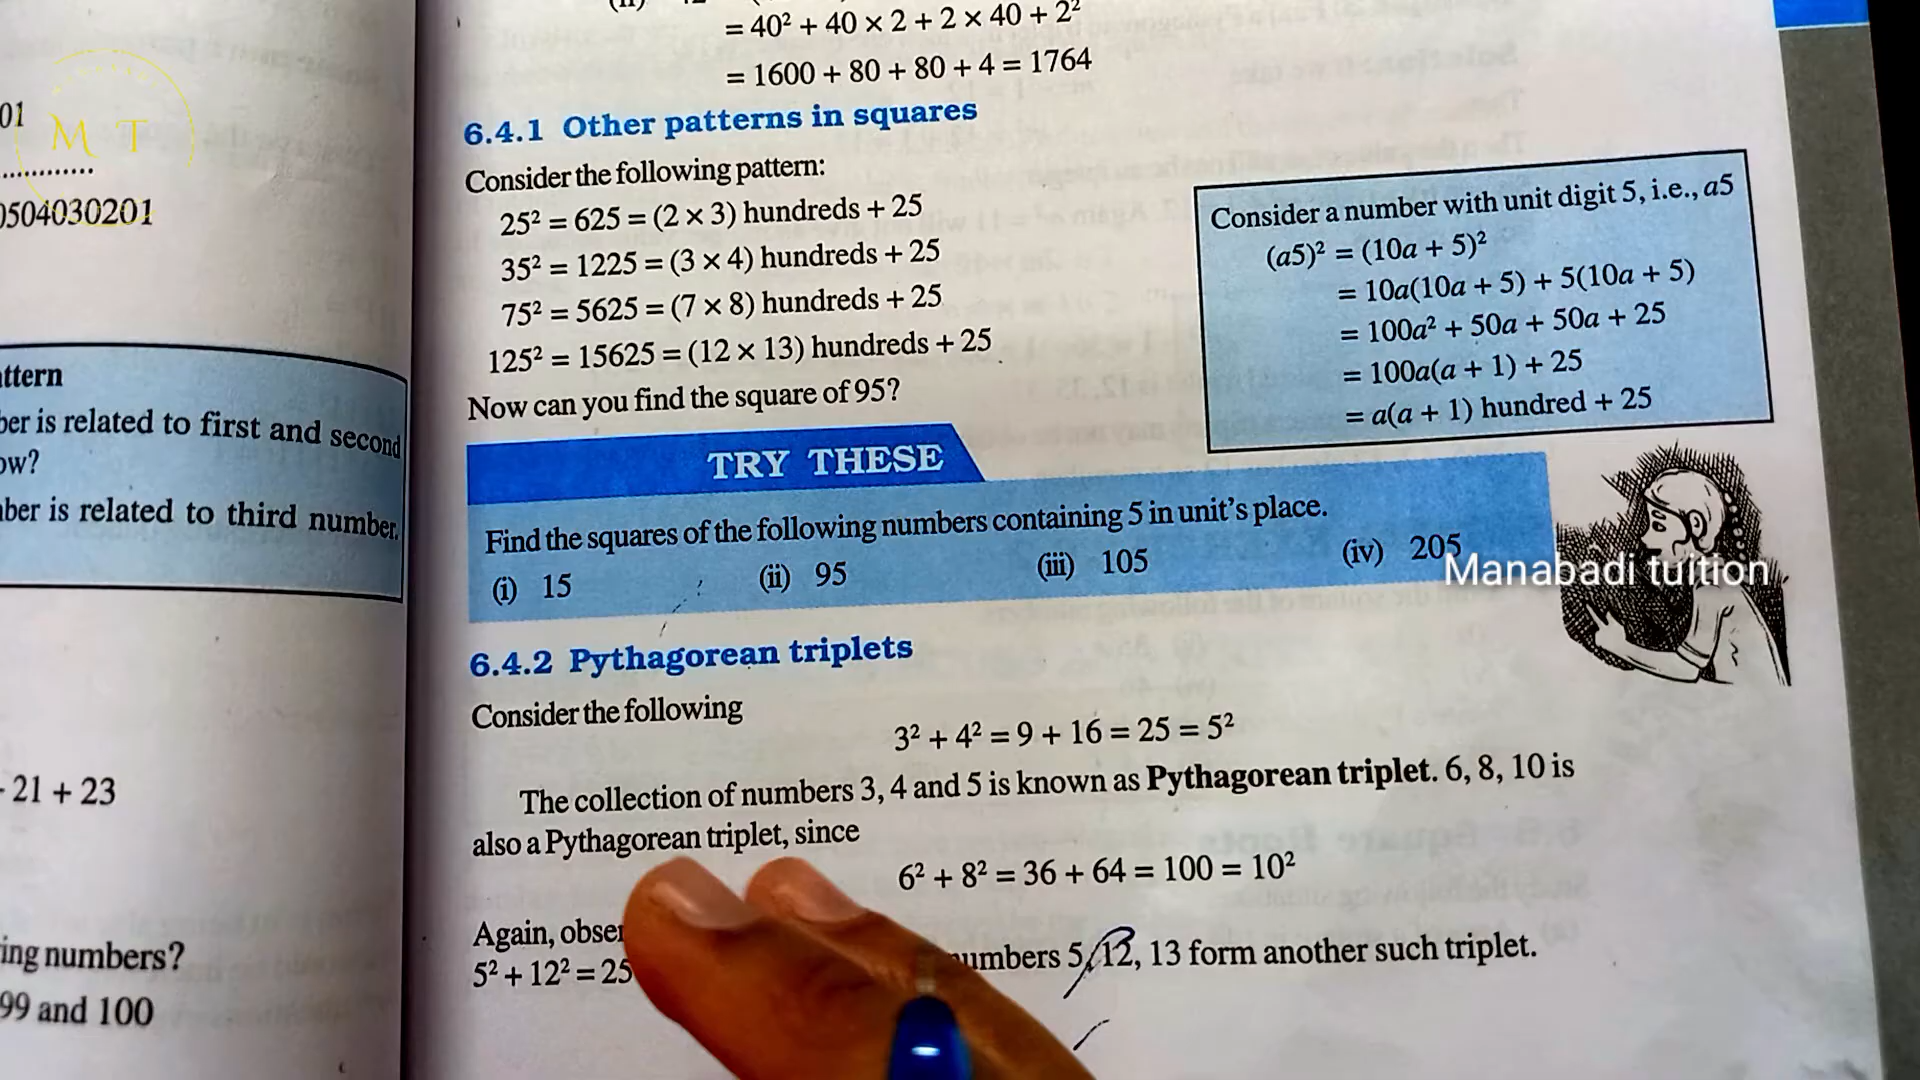 = 40² + 40 × 2 + 2 × 40 + 2²
= 1600 + 80 + 80 + 4 = 1764
6.4.1 Other patterns in squares
Consider the following pattern:
25² = 625 = (2 × 3) hundreds + 25
35² = 1225 = (3 × 4) hundreds + 25
75² = 5625 = (7 × 8) hundreds + 25
125² = 15625 = (12 × 13) hundreds + 25
Now can you find the square of 95?
Consider a number with unit digit 5, i.e., a5
(a5)² = (10a + 5)²
= 10a(10a + 5) + 5(10a + 5)
= 100a² + 50a + 50a + 25
= 100a(a + 1) + 25
= a(a + 1) hundred + 25
TRY THESE
Find the squares of the following numbers containing 5 in unit's place.
(i) 15 (ii) 95 (iii) 105 (iv) 205
Manabadi tuition
6.4.2 Pythagorean triplets
Consider the following
3² + 4² = 9 + 16 = 25 = 5²
The collection of numbers 3, 4 and 5 is known as Pythagorean triplet. 6, 8, 10 is
also a Pythagorean triplet, since
6² + 8² = 36 + 64 = 100 = 10²
Again, 5, 12, 13 form another such triplet.
5² + 12² = 25
M T
01
..............
0504030201
is related to first and second
is related to third number.
21 + 23
numbers?
99 and 100